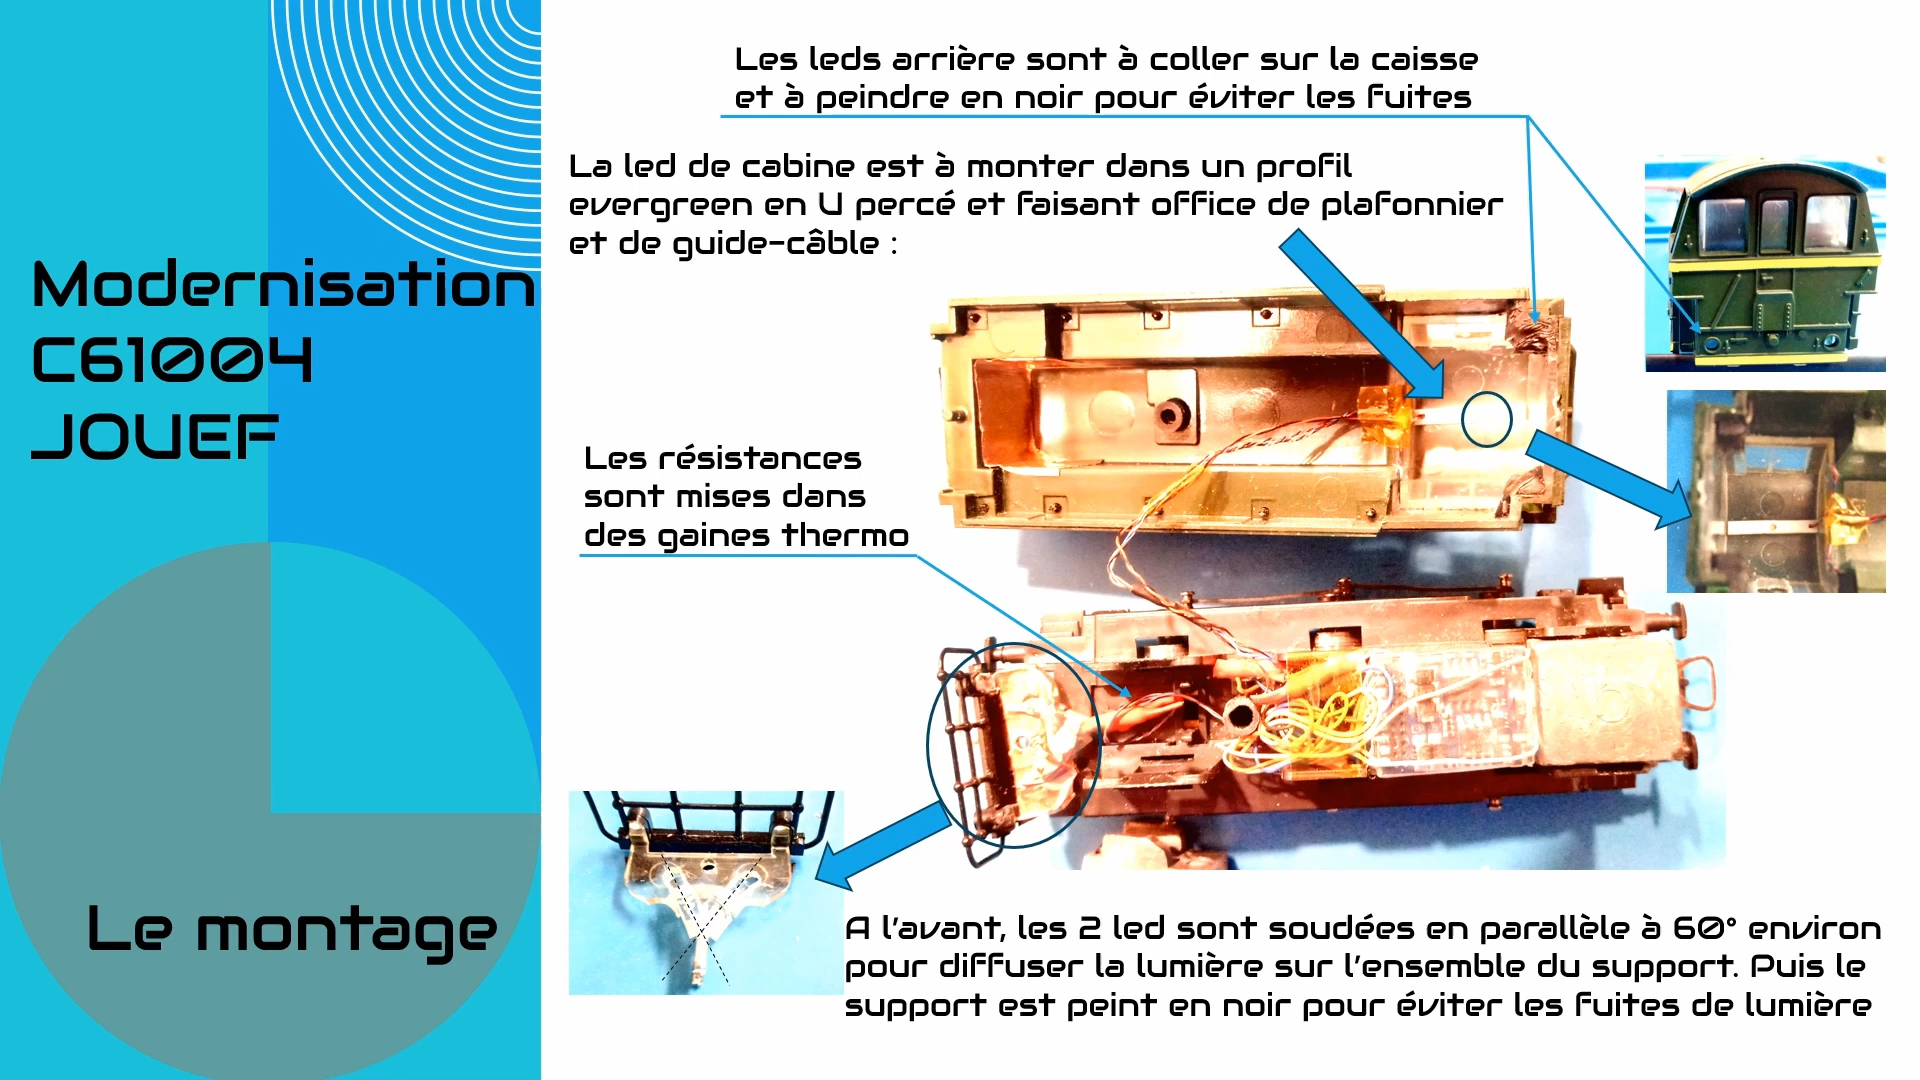 Modernisation
C61004
JOUEF
Le montage
Les leds arrière sont à coller sur la caisse
et à peindre en noir pour éviter les fuites
La led de cabine est à monter dans un profil
evergreen en U percé et faisant office de plafonnier
et de guide-câble :
Les résistances
sont mises dans
des gaines thermo
A l'avant, les 2 led sont soudées en parallèle à 60° environ
pour diffuser la lumière sur l'ensemble du support. Puis le
support est peint en noir pour éviter les fuites de lumière